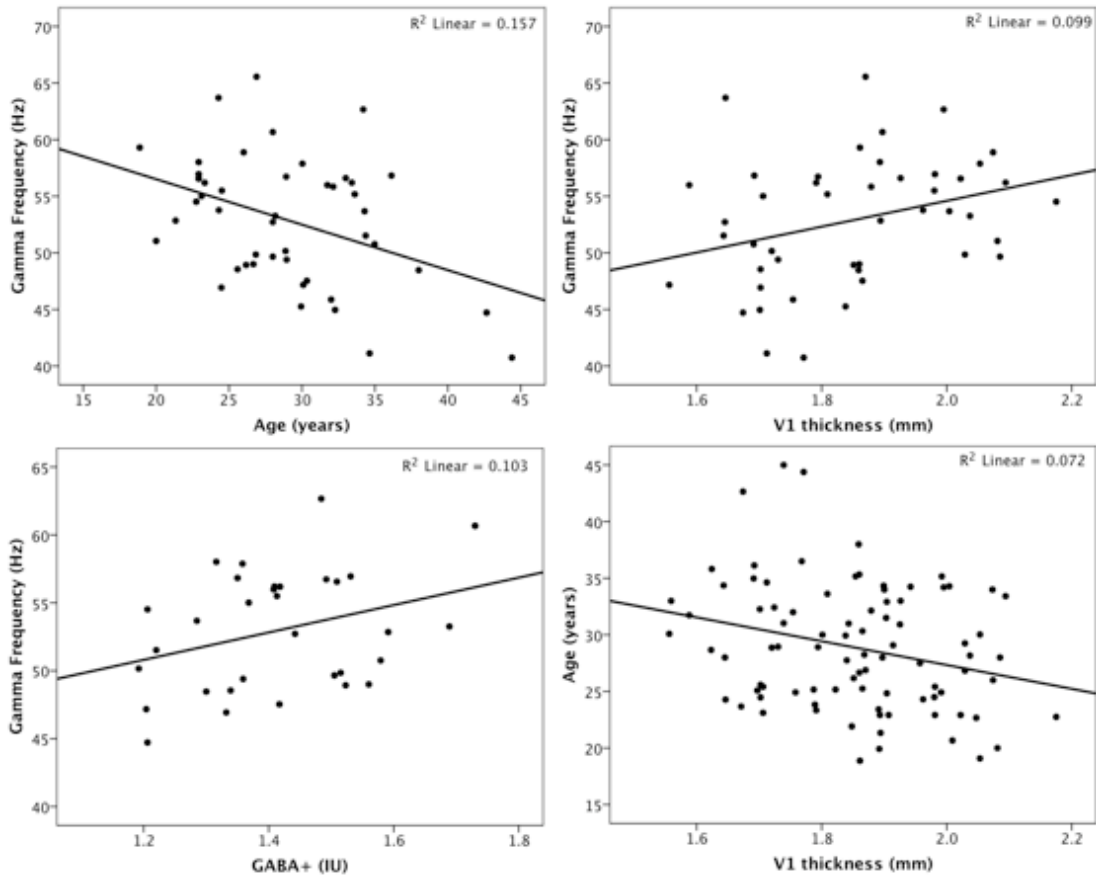 R² Linear = 0.157
70
65
60
55
50
45
40
Gamma Frequency (Hz)
15 20 25 30 35 40 45
Age (years)
R² Linear = 0.099
70
65
60
55
50
45
40
Gamma Frequency (Hz)
1.6 1.8 2.0 2.2
V1 thickness (mm)
R² Linear = 0.103
65
60
55
50
45
40
Gamma Frequency (Hz)
1.2 1.4 1.6 1.8
GABA+ (IU)
R² Linear = 0.072
45
40
35
30
25
20
15
Age (years)
1.6 1.8 2.0 2.2
V1 thickness (mm)